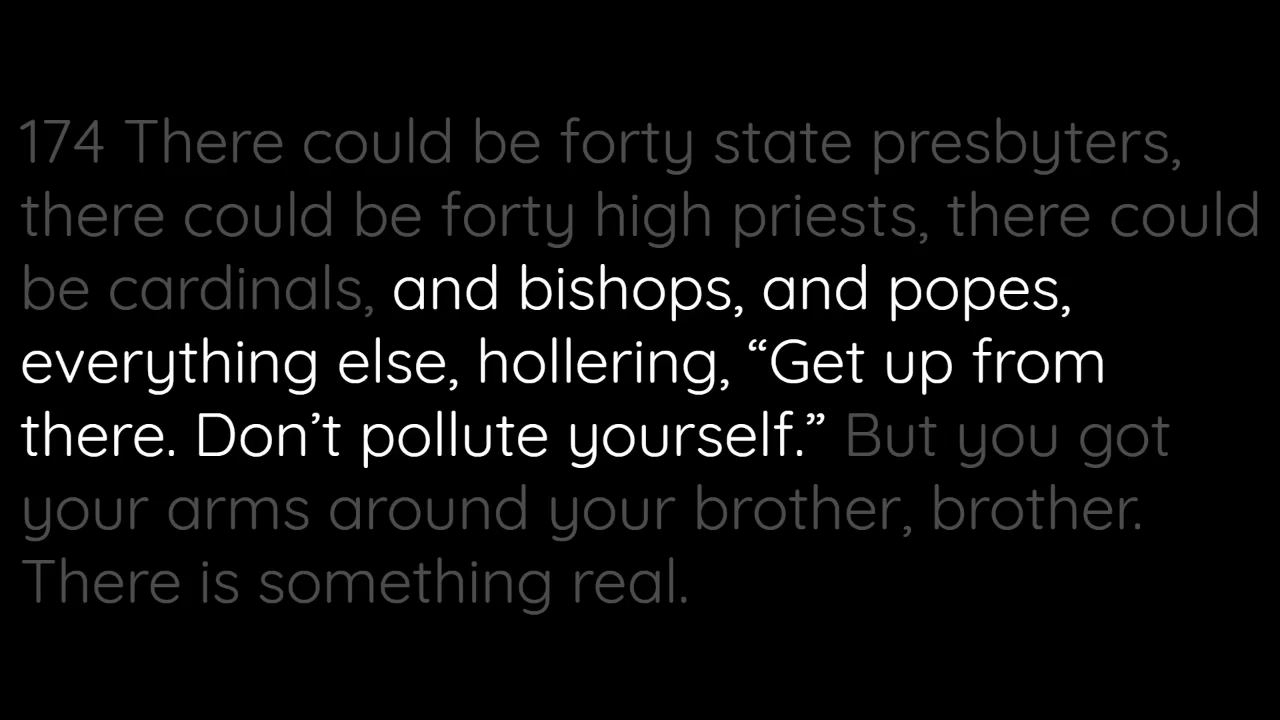 174 There could be forty state presbyters,
there could be forty high priests, there could
be cardinals, and bishops, and popes,
everything else, hollering, “Get up from
there. Don’t pollute yourself.” But you got
your arms around your brother, brother.
There is something real.